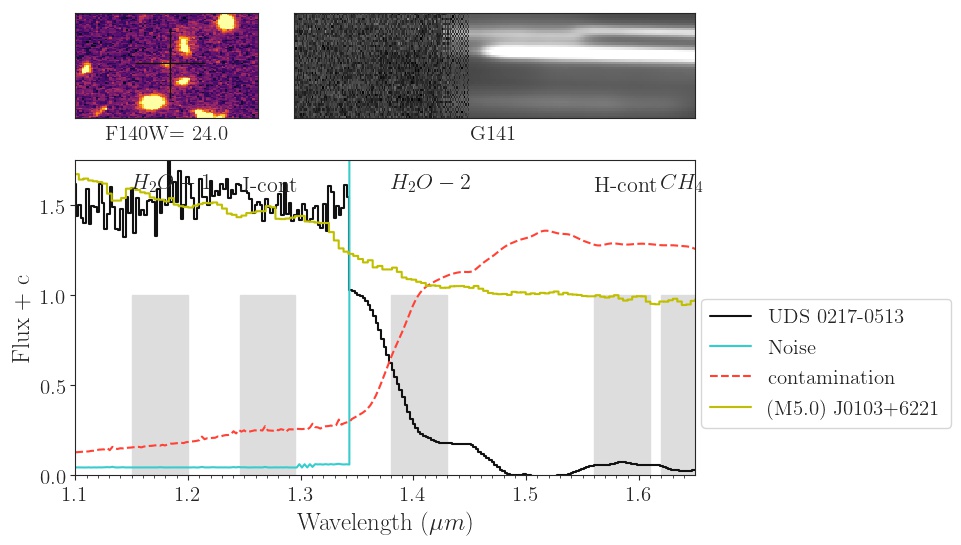 F140W= 24.0
G141
H₂O − 1
J-cont
H₂O − 2
H-cont
CH₄
1.5
1.0
0.5
0.0
Flux + c
1.1
1.2
1.3
1.4
1.5
1.6
Wavelength (μm)
UDS 0217-0513
Noise
contamination
(M5.0) J0103+6221